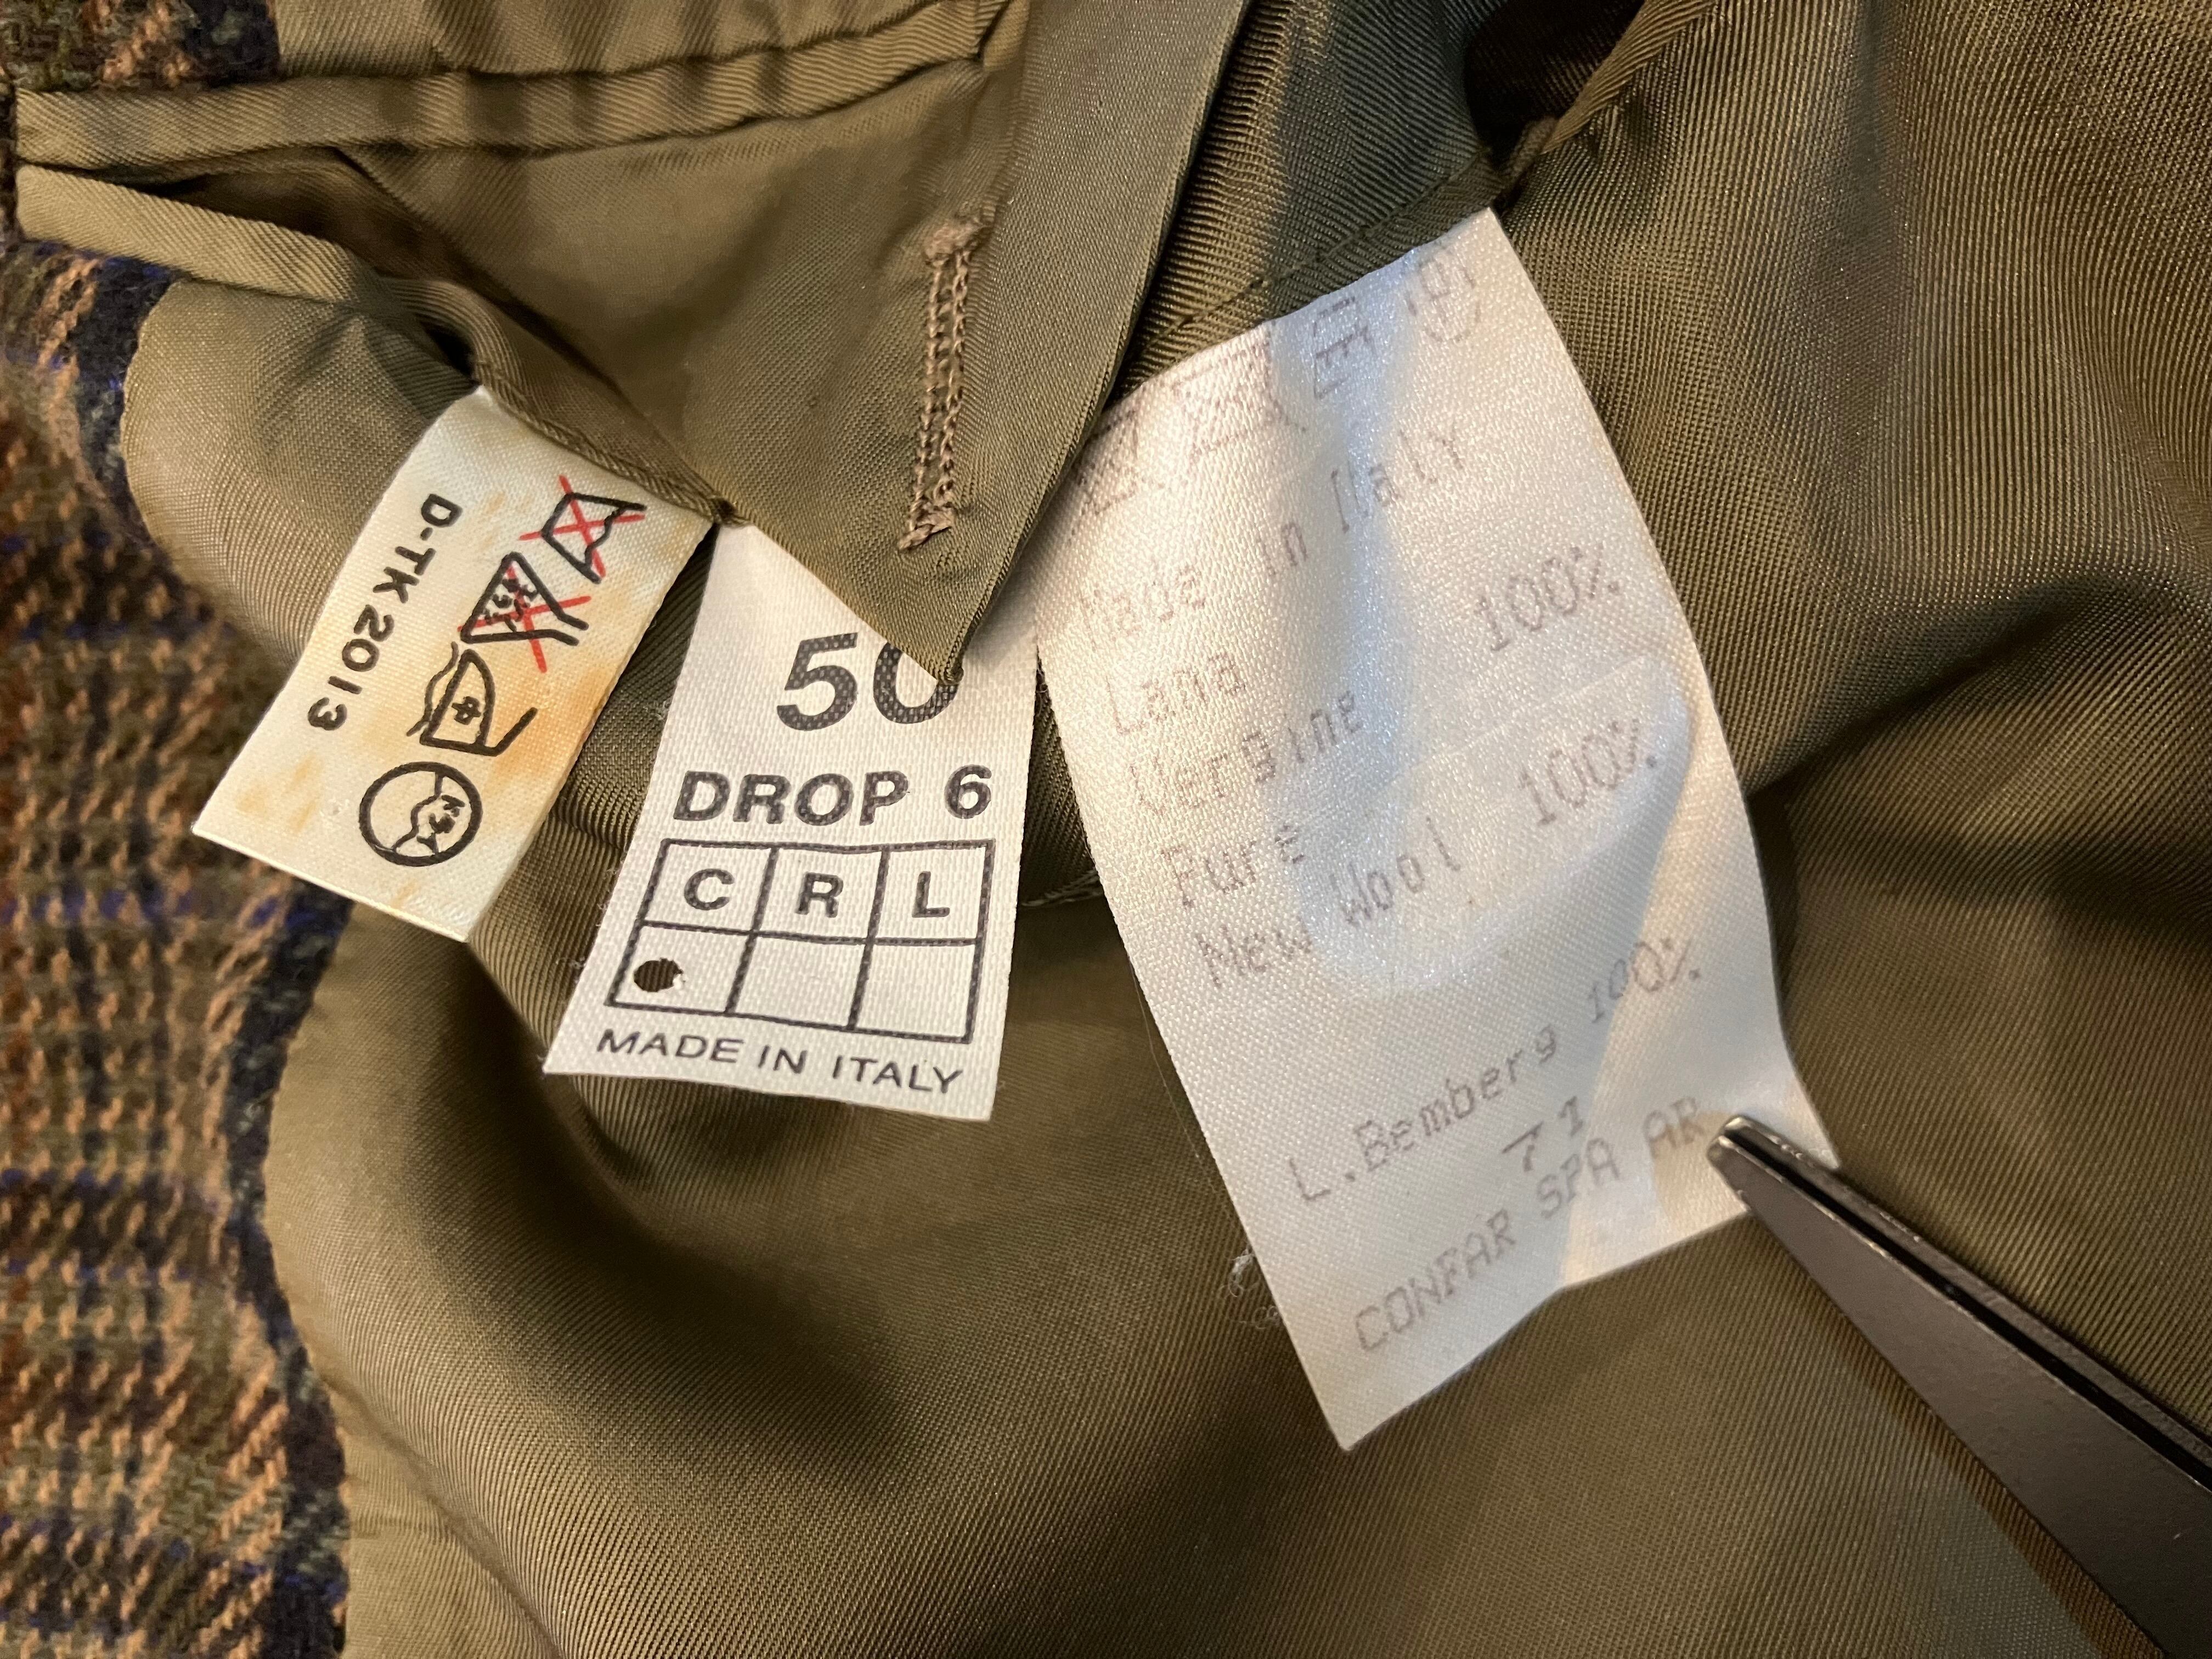 D-TK 2013
50
DROP 6
C R L
MADE IN ITALY
Made in Italy
Lana
Vergine 100%
Pure
New Wool 100%
L.Bemberg 100%
71
CONFAR SPA AR